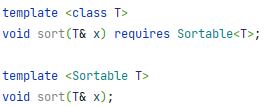 template <class T>
void sort(T& x) requires Sortable<T>;
template <Sortable T>
void sort(T& x);